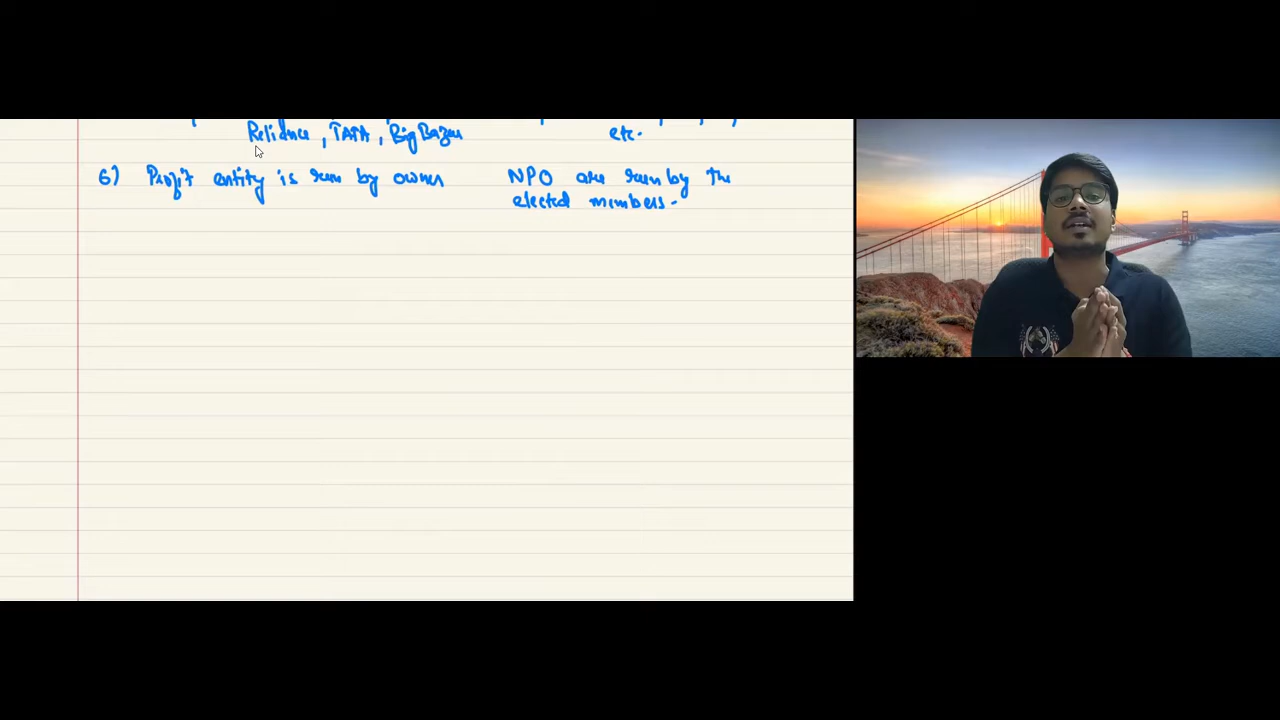 Reliance, TATA, Big Bazar
etc.
6) Profit entity is run by owner
NPO are run by the
elected members.